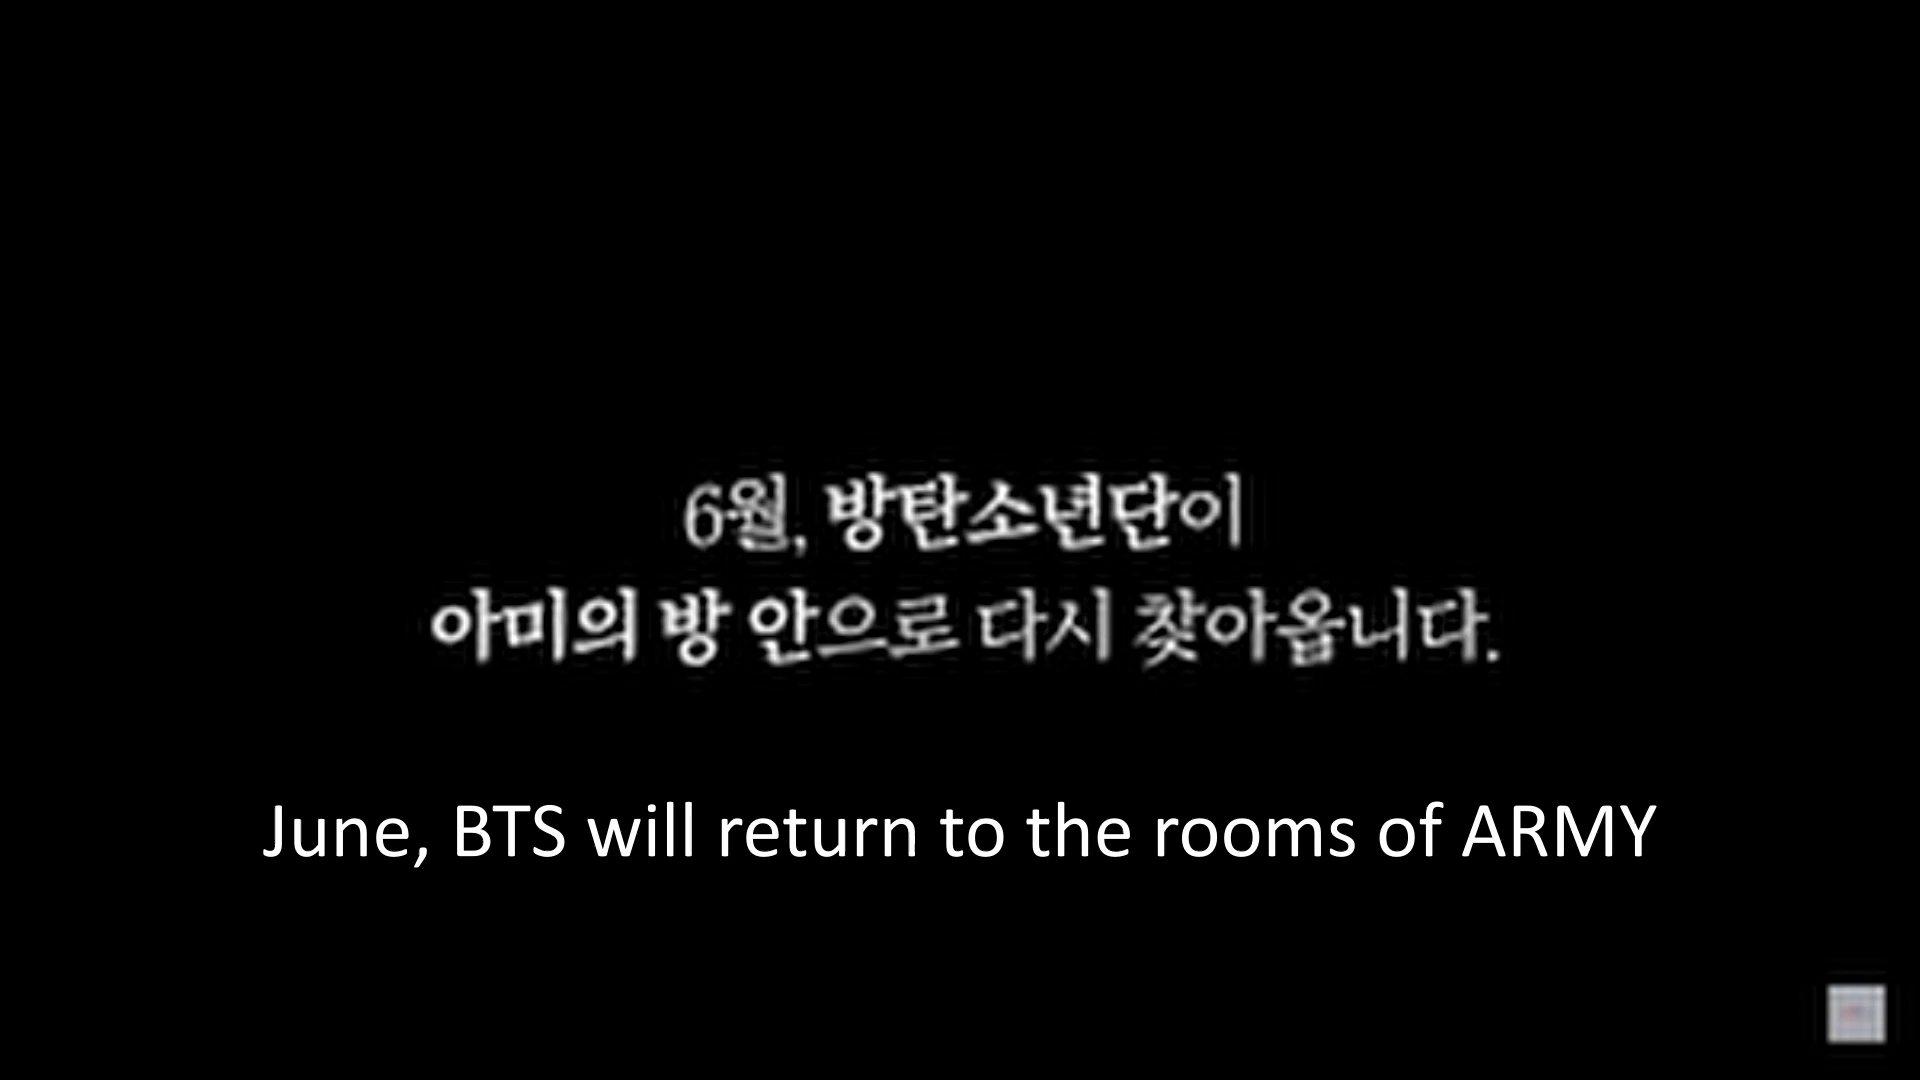 6월, 방탄소년단이
아미의 방 안으로 다시 찾아옵니다.
June, BTS will return to the rooms of ARMY